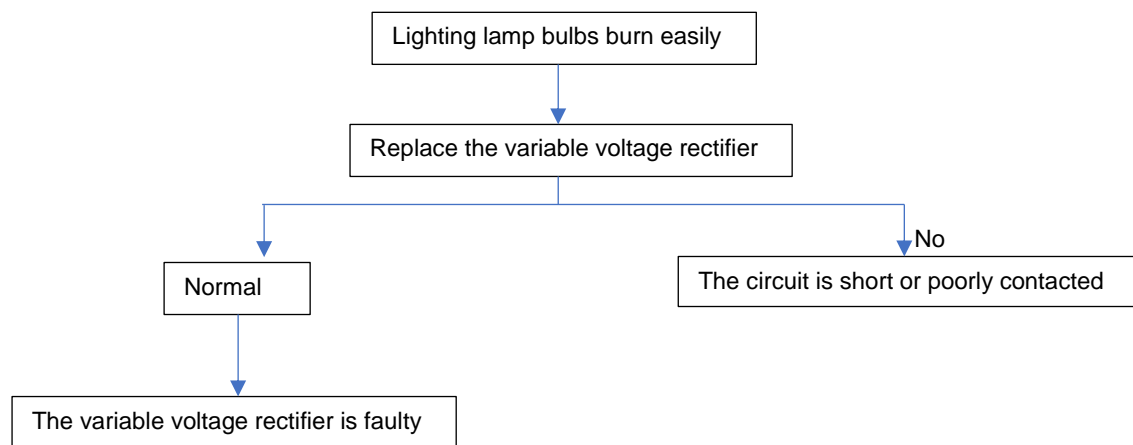 Lighting lamp bulbs burn easily
Replace the variable voltage rectifier
No
Normal
The circuit is short or poorly contacted
The variable voltage rectifier is faulty